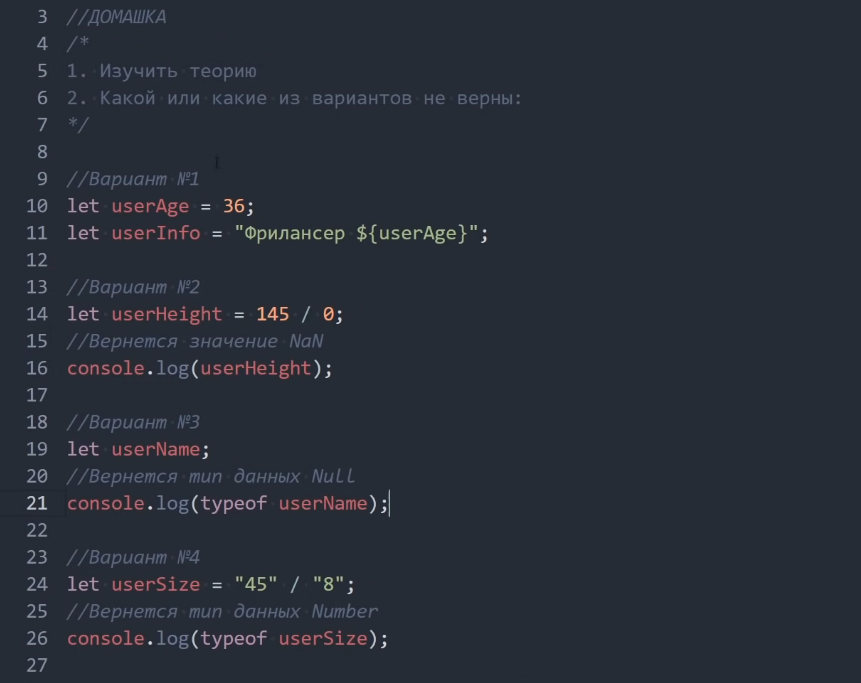 3 //ДОМАШКА
4 /*
5 1. Изучить теорию
6 2. Какой или какие из вариантов не верны:
7 */
8
9 //Вариант №1
10 let userAge = 36;
11 let userInfo = "Фрилансер ${userAge}";
12
13 //Вариант №2
14 let userHeight = 145 / 0;
15 //Вернется значение NaN
16 console.log(userHeight);
17
18 //Вариант №3
19 let userName;
20 //Вернется тип данных Null
21 console.log(typeof userName);
22
23 //Вариант №4
24 let userSize = "45" / "8";
25 //Вернется тип данных Number
26 console.log(typeof userSize);
27